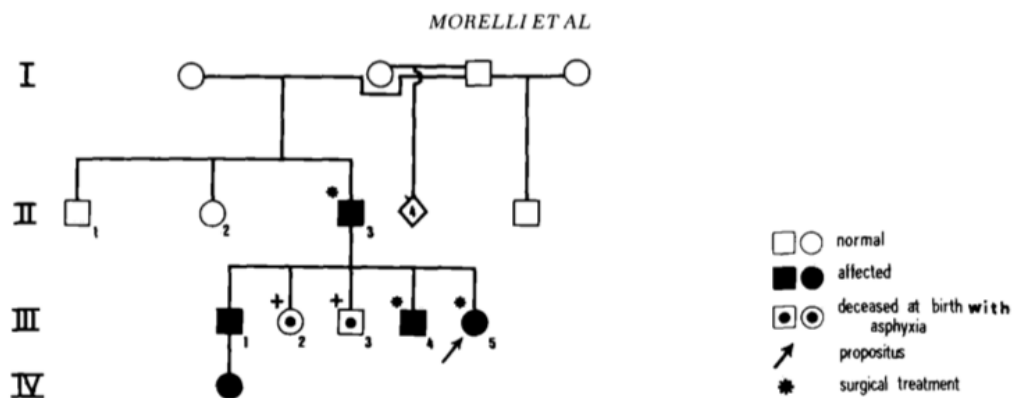 MORELLI ET AL
I
II
1
2
3
4
III
1
+
2
+
3
4
5
IV
normal
affected
deceased at birth with
asphyxia
propositus
surgical treatment